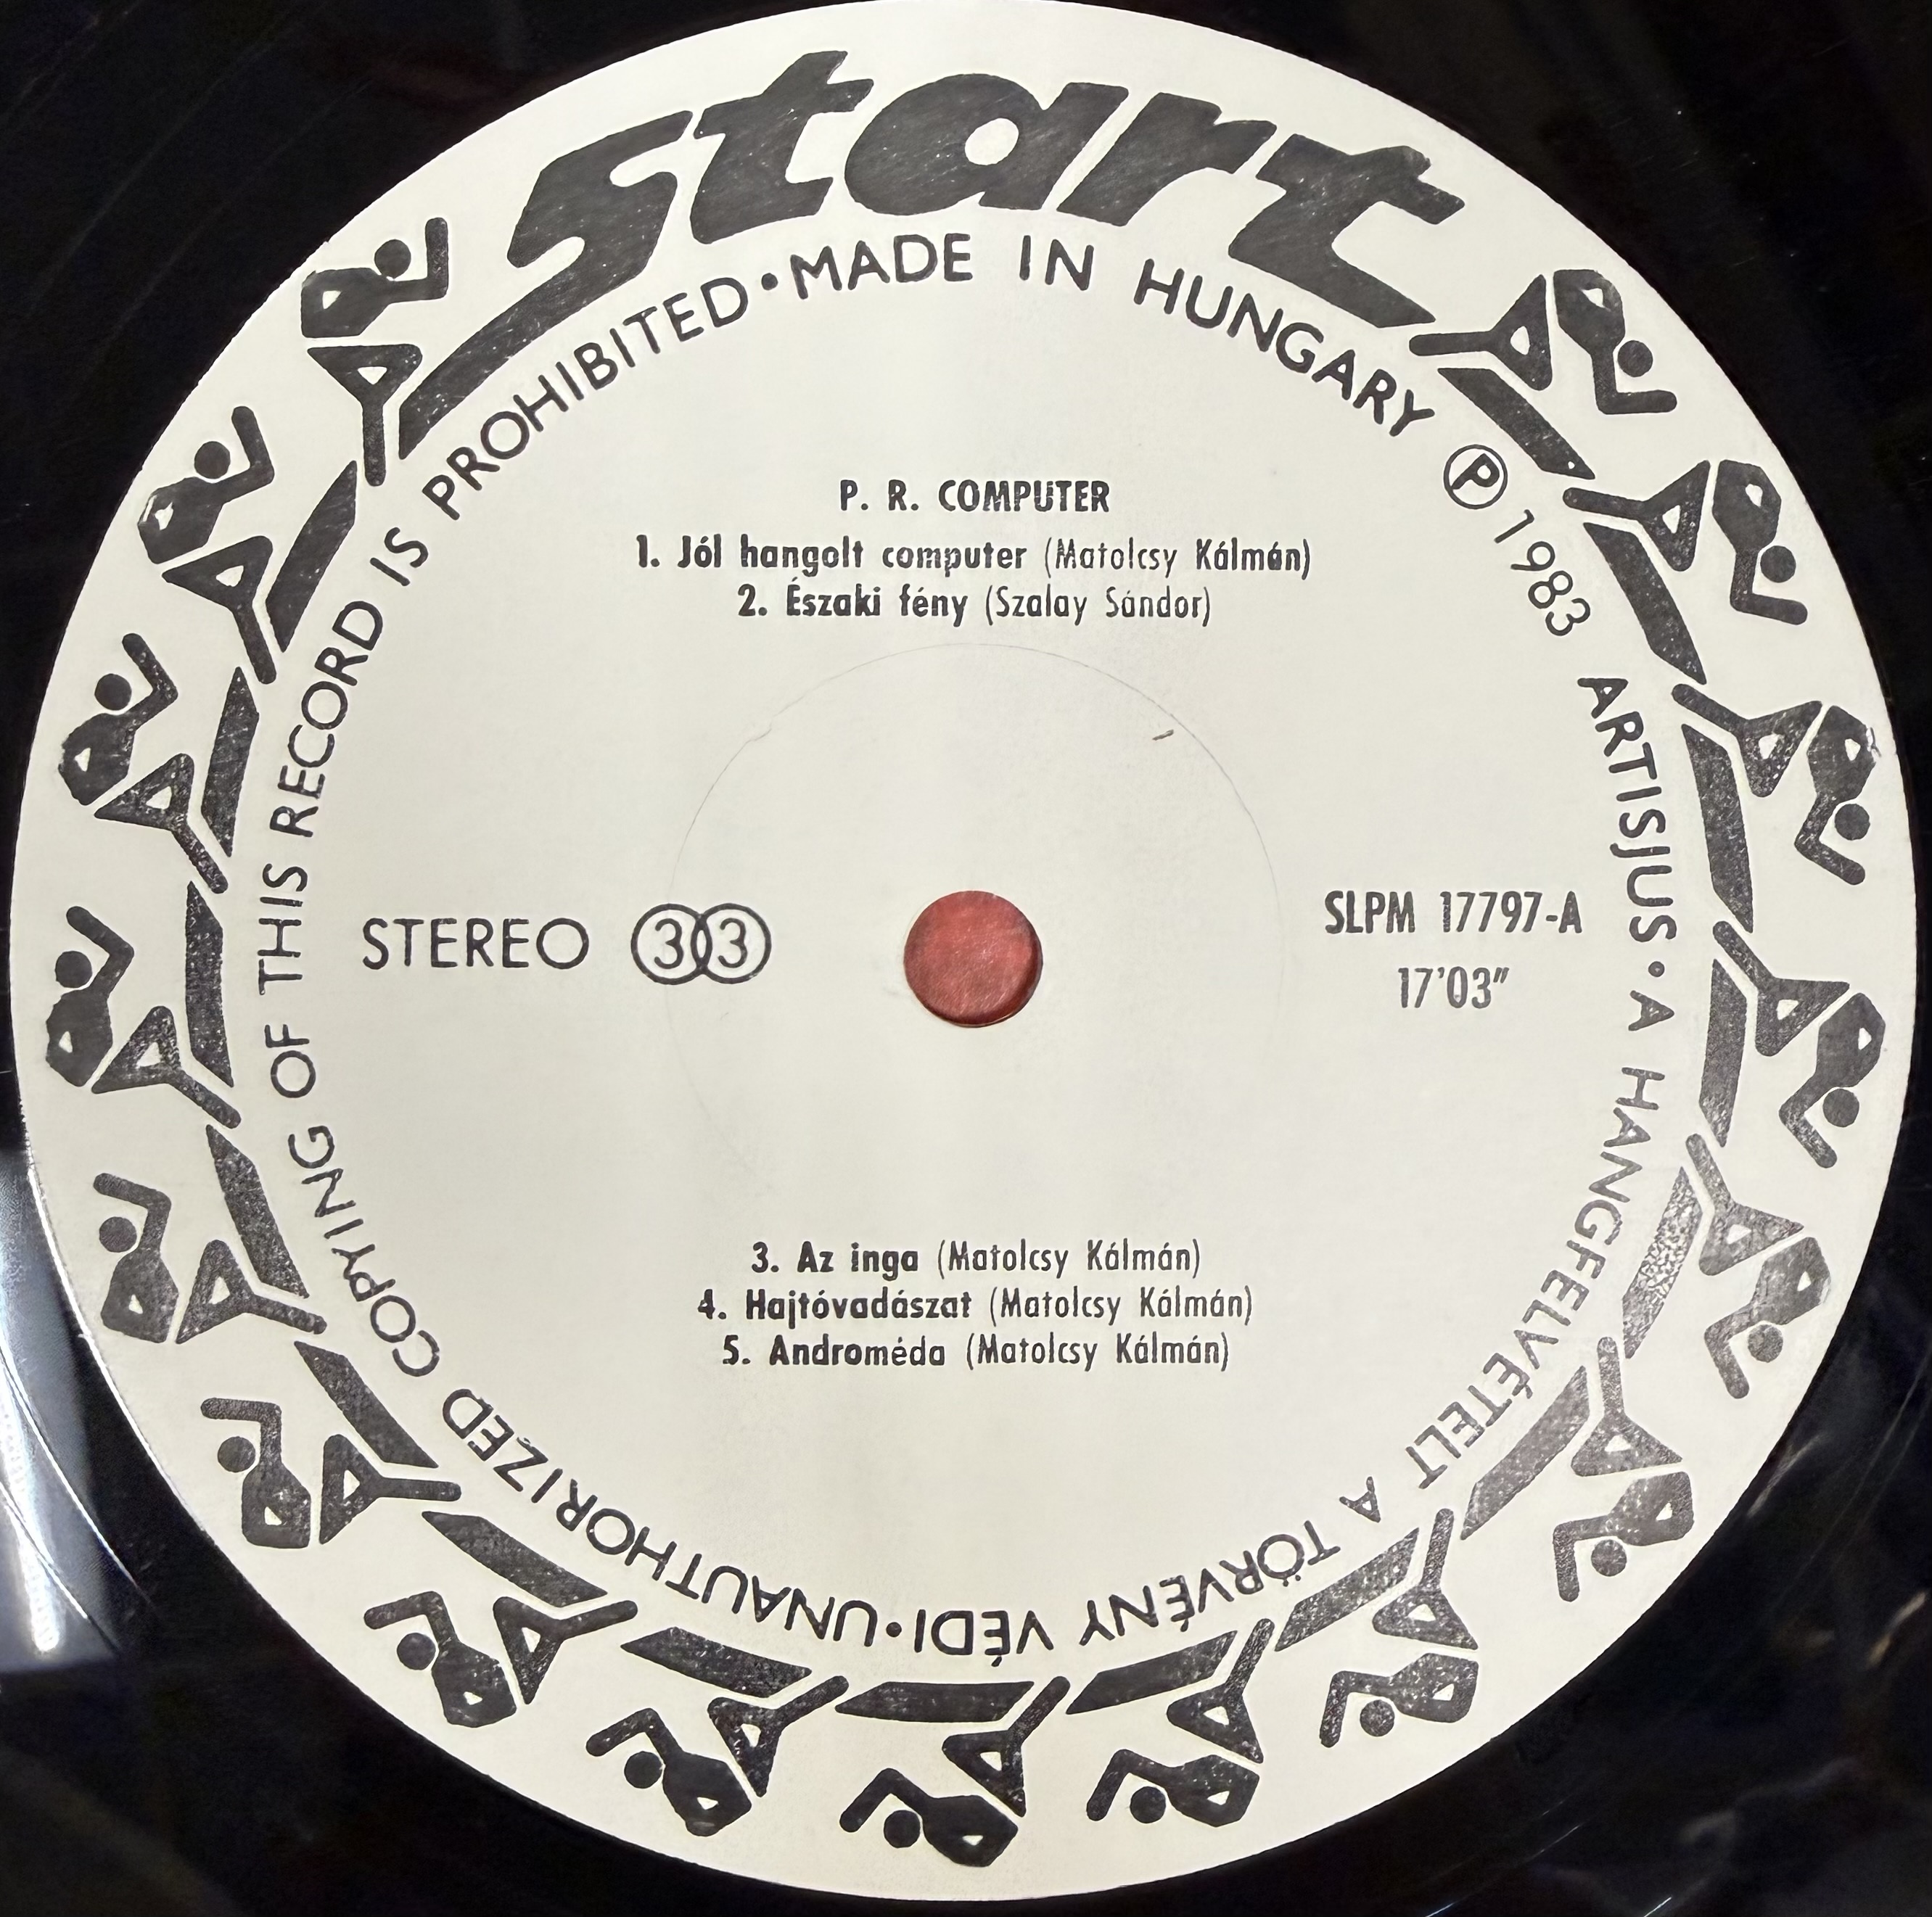 start
MADE IN HUNGARY Ⓟ 1983 ARTISJUS • A HANGFELVÉTELT A TÖRVÉNY VÉDI • UNAUTHORIZED COPYING OF THIS RECORD IS PROHIBITED •
P. R. COMPUTER
1. Jól hangolt computer (Matolcsy Kálmán)
2. Északi fény (Szalay Sándor)
STEREO 33
SLPM 17797-A
17'03"
3. Az inga (Matolcsy Kálmán)
4. Hajtóvadászat (Matolcsy Kálmán)
5. Androméda (Matolcsy Kálmán)